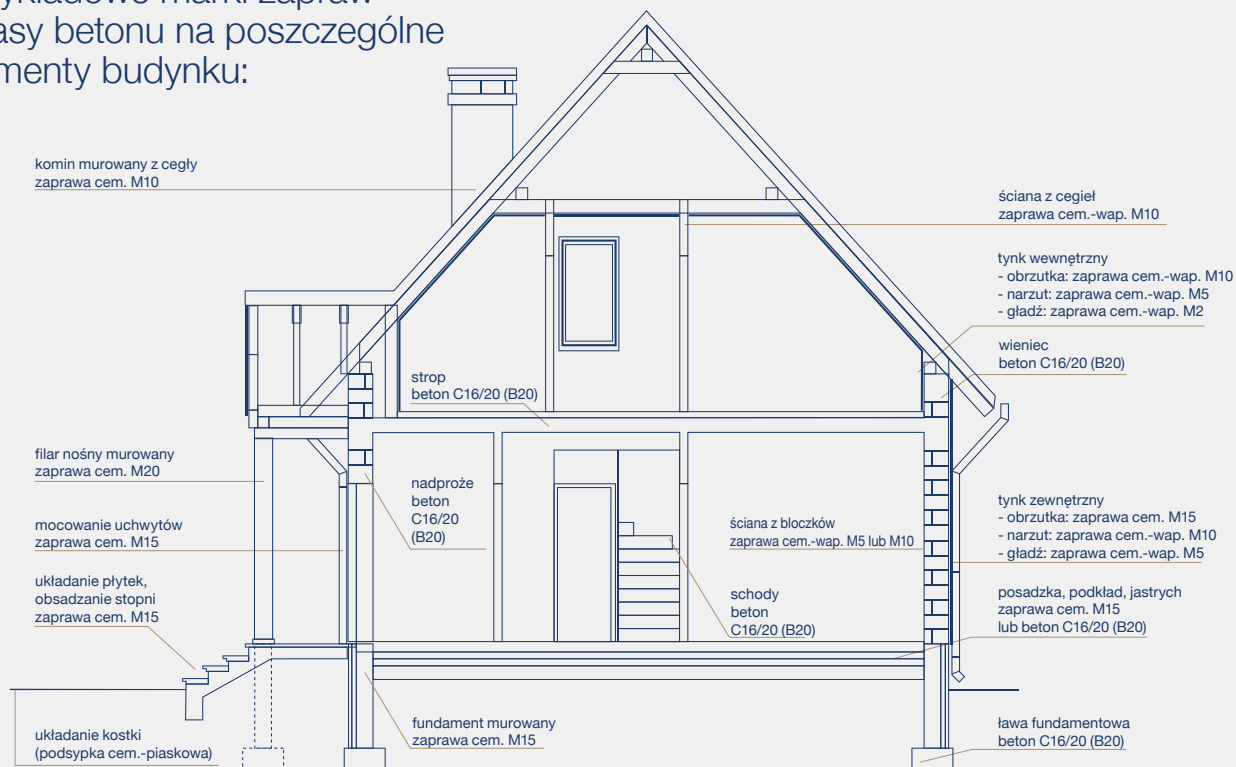 asy betonu na poszczególne
menty budynku:
komin murowany z cegły
zaprawa cem. M10
ściana z cegieł
zaprawa cem.-wap. M10
tynk wewnętrzny
- obrzutka: zaprawa cem.-wap. M10
- narzut: zaprawa cem.-wap. M5
- gładź: zaprawa cem.-wap. M2
wieniec
beton C16/20 (B20)
strop
beton C16/20 (B20)
filar nośny murowany
zaprawa cem. M20
nadproże
beton
C16/20
(B20)
mocowanie uchwytów
zaprawa cem. M15
ściana z bloczków
zaprawa cem.-wap. M5 lub M10
tynk zewnętrzny
- obrzutka: zaprawa cem. M15
- narzut: zaprawa cem.-wap. M10
- gładź: zaprawa cem.-wap. M5
układanie płytek,
obsadzanie stopni
zaprawa cem. M15
schody
beton
C16/20 (B20)
posadzka, podkład, jastrych
zaprawa cem. M15
lub beton C16/20 (B20)
układanie kostki
(podsypka cem.-piaskowa)
fundament murowany
zaprawa cem. M15
ława fundamentowa
beton C16/20 (B20)